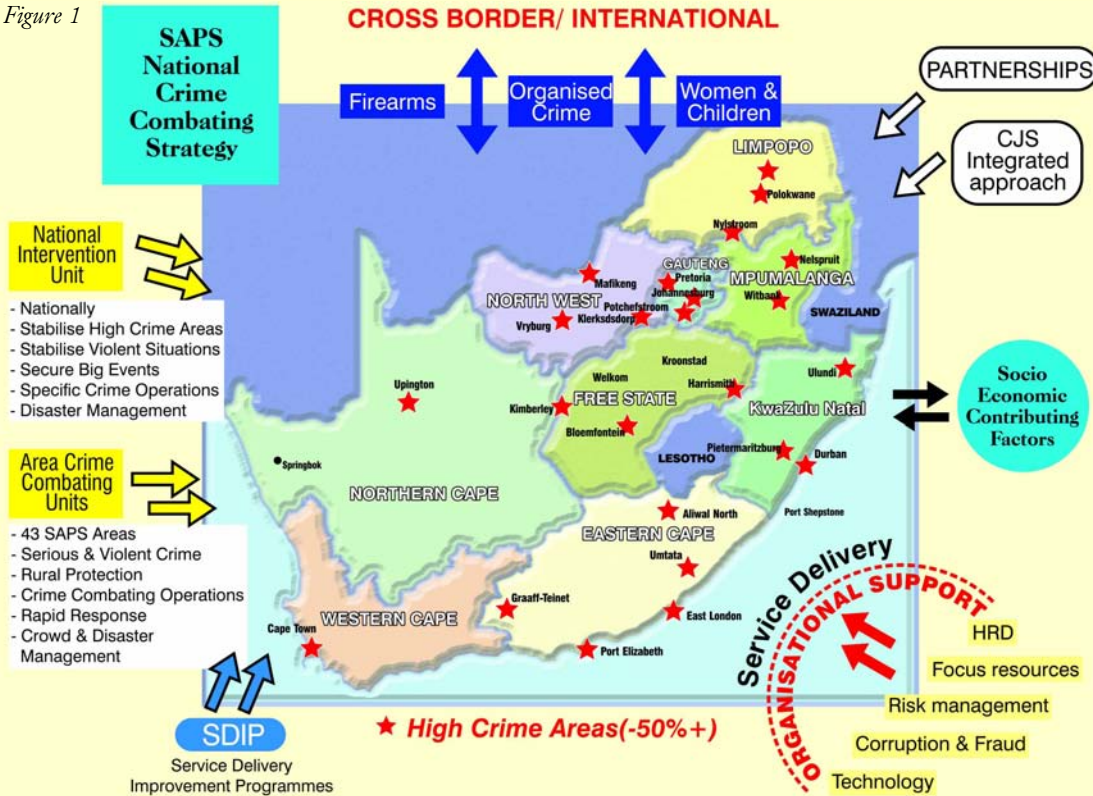 Figure 1
SAPS
National
Crime
Combating
Strategy
CROSS BORDER/ INTERNATIONAL
Firearms
Organised
Crime
Women &
Children
PARTNERSHIPS
CJS
Integrated
approach
National
Intervention
Unit
- Nationally
- Stabilise High Crime Areas
- Stabilise Violent Situations
- Secure Big Events
- Specific Crime Operations
- Disaster Management
Area Crime
Combating
Units
- 43 SAPS Areas
- Serious & Violent Crime
- Rural Protection
- Crime Combating Operations
- Rapid Response
- Crowd & Disaster
Management
SDIP
Service Delivery
Improvement Programmes
LIMPOPO
Polokwane
Nylstroom
GAUTENG
Pretoria
Johannesburg
Nelspruit
MPUMALANGA
Witbank
SWAZILAND
Mafikeng
NORTH WEST
Potchefstroom
Klerksdsdorp
Vryburg
Kroonstad
Welkom
Harrismith
FREE STATE
Kimberley
Bloemfontein
Ulundi
KwaZulu Natal
Pietermaritzburg
Durban
LESOTHO
Port Shepstone
Upington
Springbok
NORTHERN CAPE
Aliwal North
EASTERN CAPE
Umtata
Graaff-Teinet
East London
Port Elizabeth
WESTERN CAPE
Cape Town
Socio
Economic
Contributing
Factors
Service Delivery
ORGANISATIONAL SUPPORT
HRD
Focus resources
Risk management
Corruption & Fraud
Technology
High Crime Areas(-50%+)